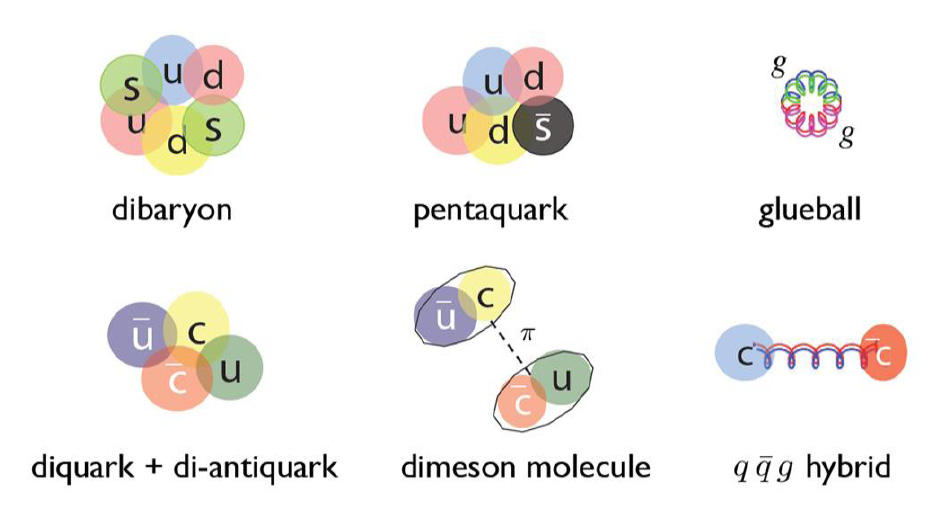 s u d
u d s
dibaryon
u d
u d s̄
pentaquark
g
g
glueball
ū c
c̄ u
diquark + di-antiquark
ū c
π
c̄ u
dimeson molecule
c c̄
q q̄ g hybrid